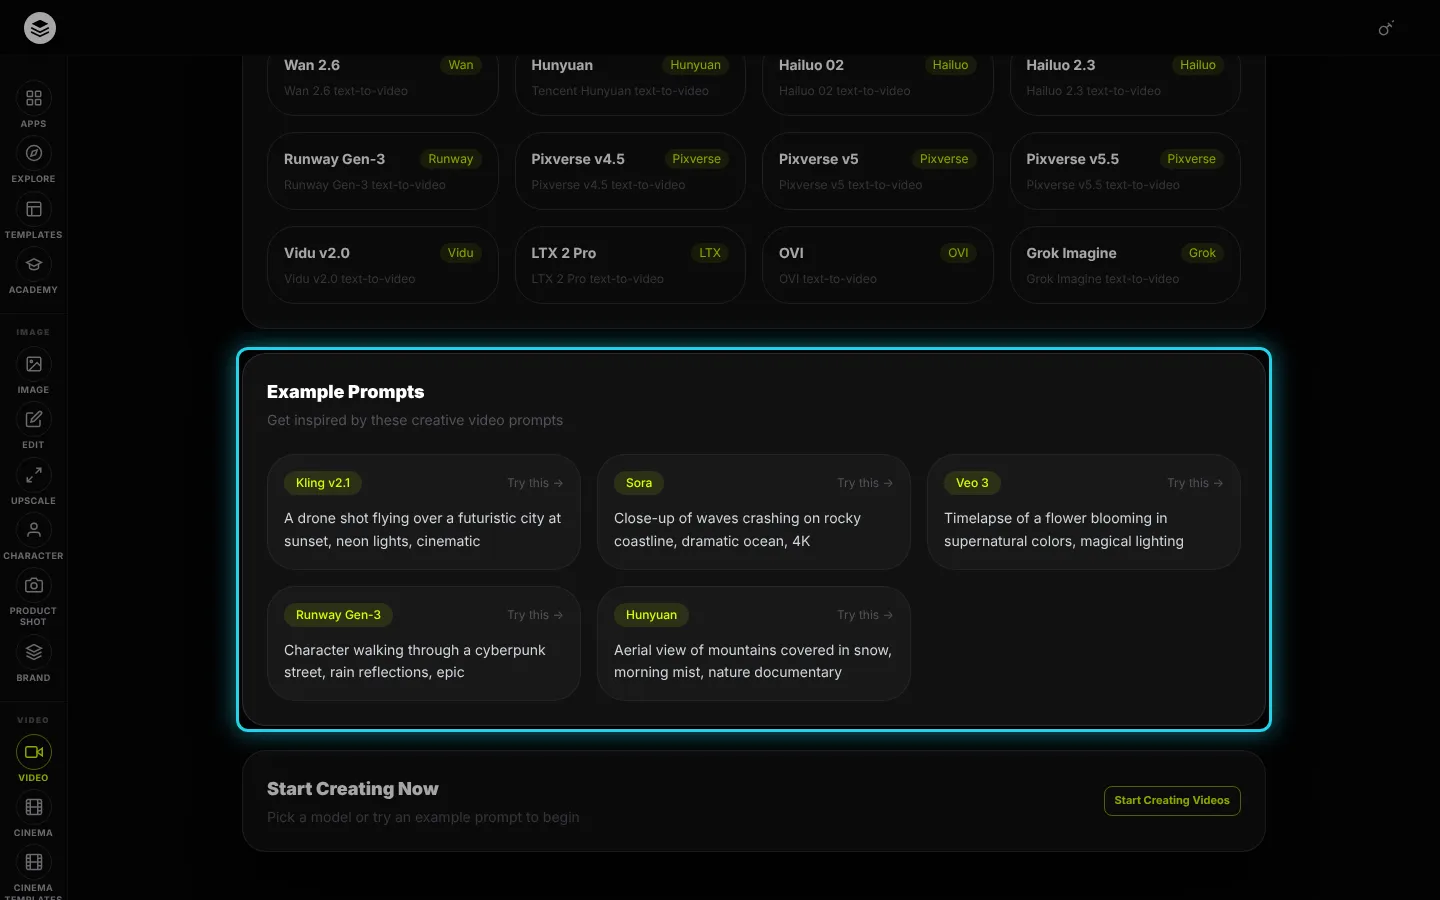 APPS
EXPLORE
TEMPLATES
ACADEMY
IMAGE
IMAGE
EDIT
UPSCALE
CHARACTER
PRODUCT
SHOT
BRAND
VIDEO
VIDEO
CINEMA
CINEMA
TEMPLATES
Wan 2.6 Wan
Wan 2.6 text-to-video
Hunyuan Hunyuan
Tencent Hunyuan text-to-video
Hailuo 02 Hailuo
Hailuo 02 text-to-video
Hailuo 2.3 Hailuo
Hailuo 2.3 text-to-video
Runway Gen-3 Runway
Runway Gen-3 text-to-video
Pixverse v4.5 Pixverse
Pixverse v4.5 text-to-video
Pixverse v5 Pixverse
Pixverse v5 text-to-video
Pixverse v5.5 Pixverse
Pixverse v5.5 text-to-video
Vidu v2.0 Vidu
Vidu v2.0 text-to-video
LTX 2 Pro LTX
LTX 2 Pro text-to-video
OVI OVI
OVI text-to-video
Grok Imagine Grok
Grok Imagine text-to-video
Example Prompts
Get inspired by these creative video prompts
Kling v2.1 Try this →
A drone shot flying over a futuristic city at
sunset, neon lights, cinematic
Sora Try this →
Close-up of waves crashing on rocky
coastline, dramatic ocean, 4K
Veo 3 Try this →
Timelapse of a flower blooming in
supernatural colors, magical lighting
Runway Gen-3 Try this →
Character walking through a cyberpunk
street, rain reflections, epic
Hunyuan Try this →
Aerial view of mountains covered in snow,
morning mist, nature documentary
Start Creating Now
Pick a model or try an example prompt to begin
Start Creating Videos